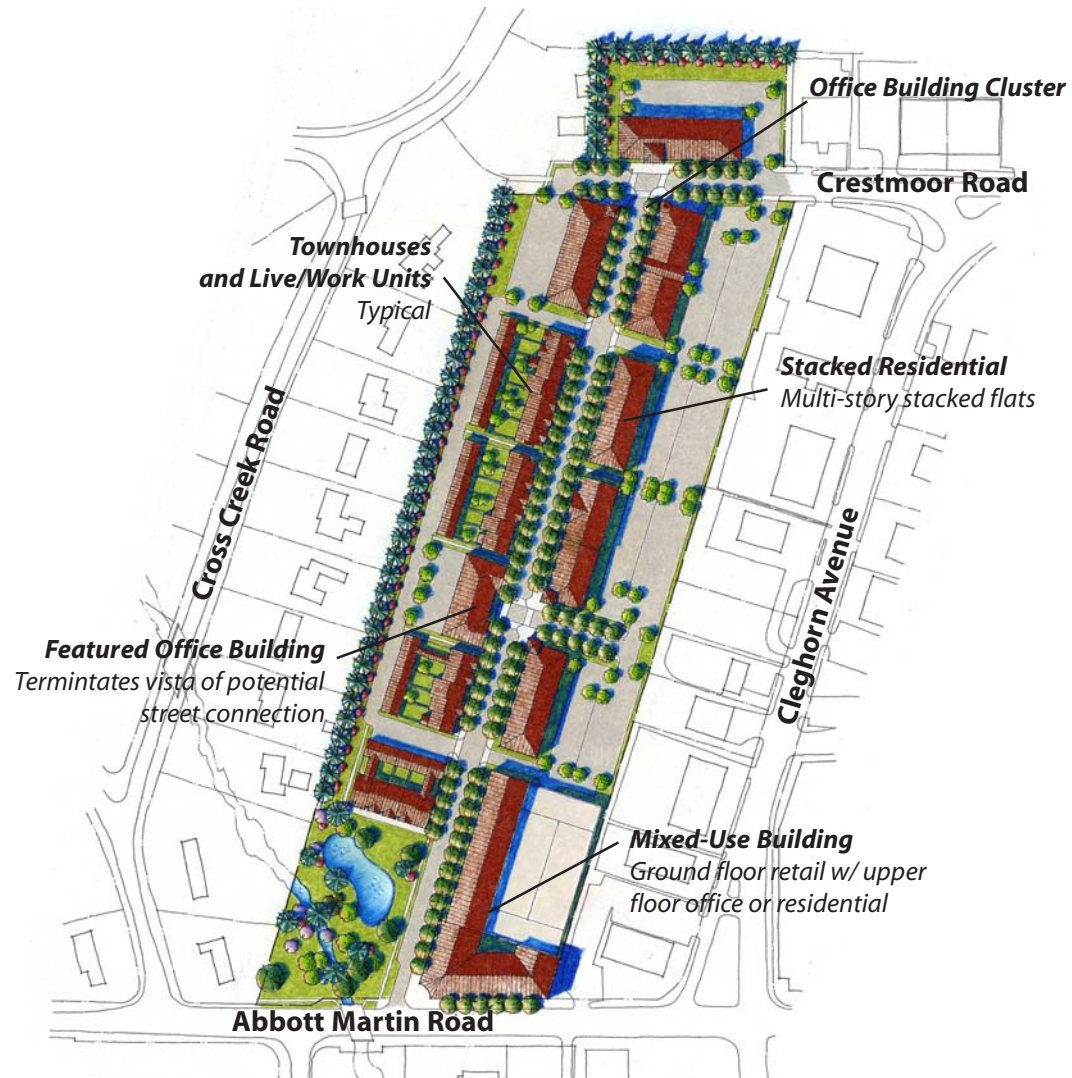 Office Building Cluster
Crestmoor Road
Townhouses
and Live/Work Units
Typical
Stacked Residential
Multi-story stacked flats
Cross Creek Road
Cleghorn Avenue
Featured Office Building
Termintates vista of potential
street connection
Mixed-Use Building
Ground floor retail w/ upper
floor office or residential
Abbott Martin Road